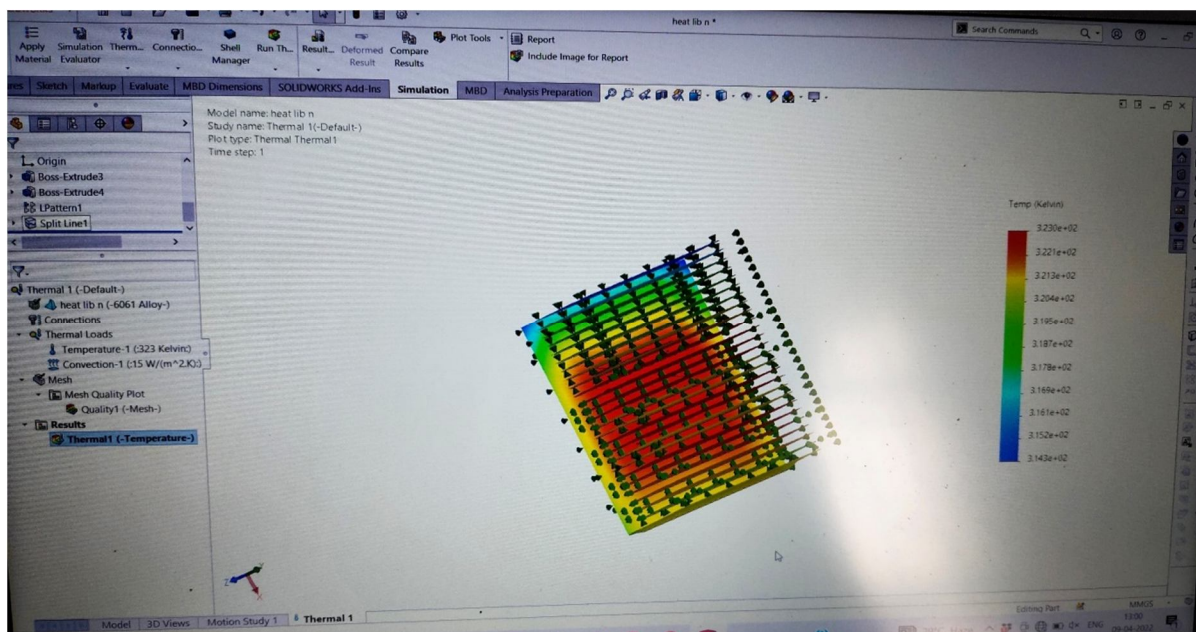 heat lib n *
Search Commands
Apply Material
Simulation Evaluator
Therm...
Connectio...
Shell Manager
Run Th...
Result...
Deformed Result
Compare Results
Plot Tools
Report
Include Image for Report
Sketch
Markup
Evaluate
MBD Dimensions
SOLIDWORKS Add-Ins
Simulation
MBD
Analysis Preparation
Model name: heat lib n
Study name: Thermal 1(-Default-)
Plot type: Thermal Thermal1
Time step: 1
Origin
Boss-Extrude3
Boss-Extrude4
LPattern1
Split Line1
Thermal 1 (-Default-)
heat lib n (-6061 Alloy-)
Connections
Thermal Loads
Temperature-1 (:323 Kelvin:)
Convection-1 (:15 W/(m^2.K):)
Mesh
Mesh Quality Plot
Quality1 (-Mesh-)
Results
Thermal1 (-Temperature-)
Temp (Kelvin)
3.230e+02
3.221e+02
3.213e+02
3.204e+02
3.195e+02
3.187e+02
3.178e+02
3.169e+02
3.161e+02
3.152e+02
3.143e+02
Z
X
Model
3D Views
Motion Study 1
Thermal 1
Editing Part
MMGS
ENG
13:00
09-04-2022